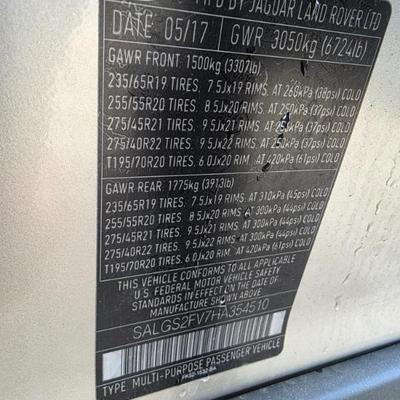 BY JAGUAR LAND ROVER LTD
DATE 05/17 GWR 3050kg (6724lb)
GAWR FRONT 1500kg (3307lb)
235/65R19 TIRES. 7.5Jx19 RIMS. AT 260kPa (38psi) COLD
255/55R20 TIRES. 8.5Jx20 RIMS. AT 250kPa (37psi) COLD
275/45R21 TIRES. 9.5Jx21 RIMS. AT 250kPa (37psi) COLD
275/40R22 TIRES. 9.5Jx22 RIMS. AT 250kPa (37psi) COLD
T195/70R20 TIRES. 6.0Jx20 RIMS. AT 420kPa (61psi) COLD
GAWR REAR: 1775kg (3913lb)
235/65R19 TIRES. 7.5Jx19 RIMS. AT 310kPa (45psi) COLD
255/55R20 TIRES. 8.5Jx20 RIMS. AT 300kPa (44psi) COLD
275/45R21 TIRES. 9.5Jx21 RIMS. AT 300kPa (44psi) COLD
275/40R22 TIRES. 9.5Jx22 RIMS. AT 300kPa (44psi) COLD
T195/70R20 TIRES. 6.0Jx20 RIMS. AT 420kPa (61psi) COLD
THIS VEHICLE CONFORMS TO ALL APPLICABLE
U.S. FEDERAL MOTOR VEHICLE SAFETY
STANDARDS IN EFFECT ON THE DATE OF
MANUFACTURE SHOWN ABOVE.
SALGS2FV7HA354510
TYPE: MULTI-PURPOSE PASSENGER VEHICLE